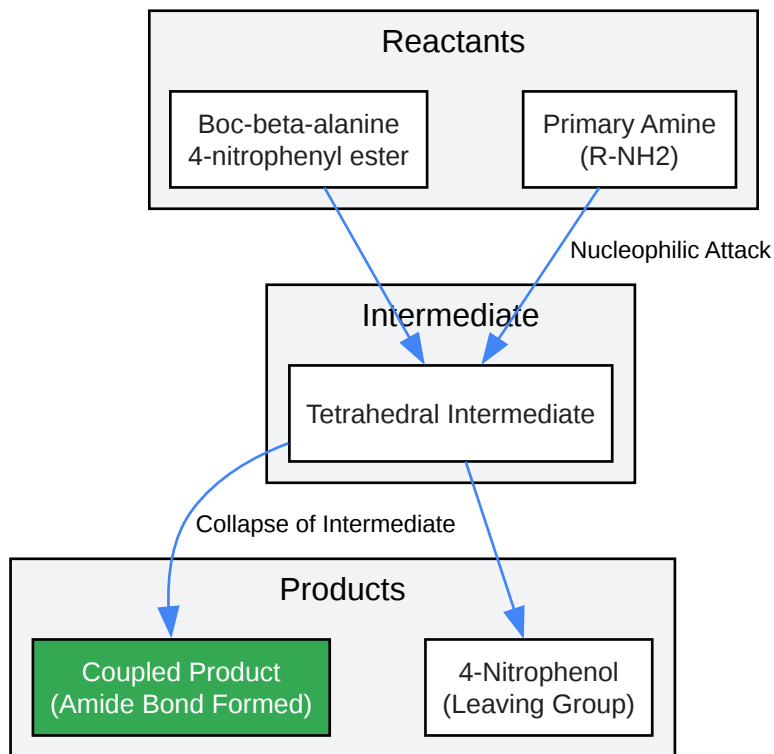 Reactants
Boc-beta-alanine
4-nitrophenyl ester
Primary Amine
(R-NH2)
Nucleophilic Attack
Intermediate
Tetrahedral Intermediate
Collapse of Intermediate
Products
Coupled Product
(Amide Bond Formed)
4-Nitrophenol
(Leaving Group)